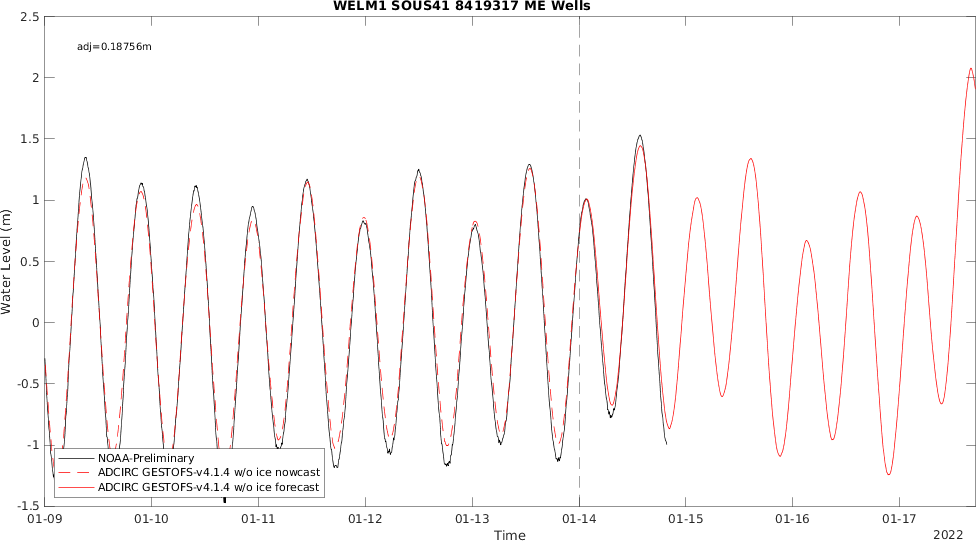 WELM1 SOUS41 8419317 ME Wells
adj=0.18756m
2.5
2
1.5
1
0.5
0
-0.5
-1
-1.5
Water Level (m)
NOAA-Preliminary
ADCIRC GESTOFS-v4.1.4 w/o ice nowcast
ADCIRC GESTOFS-v4.1.4 w/o ice forecast
01-09 01-10 01-11 01-12 01-13 01-14 01-15 01-16 01-17
Time
2022